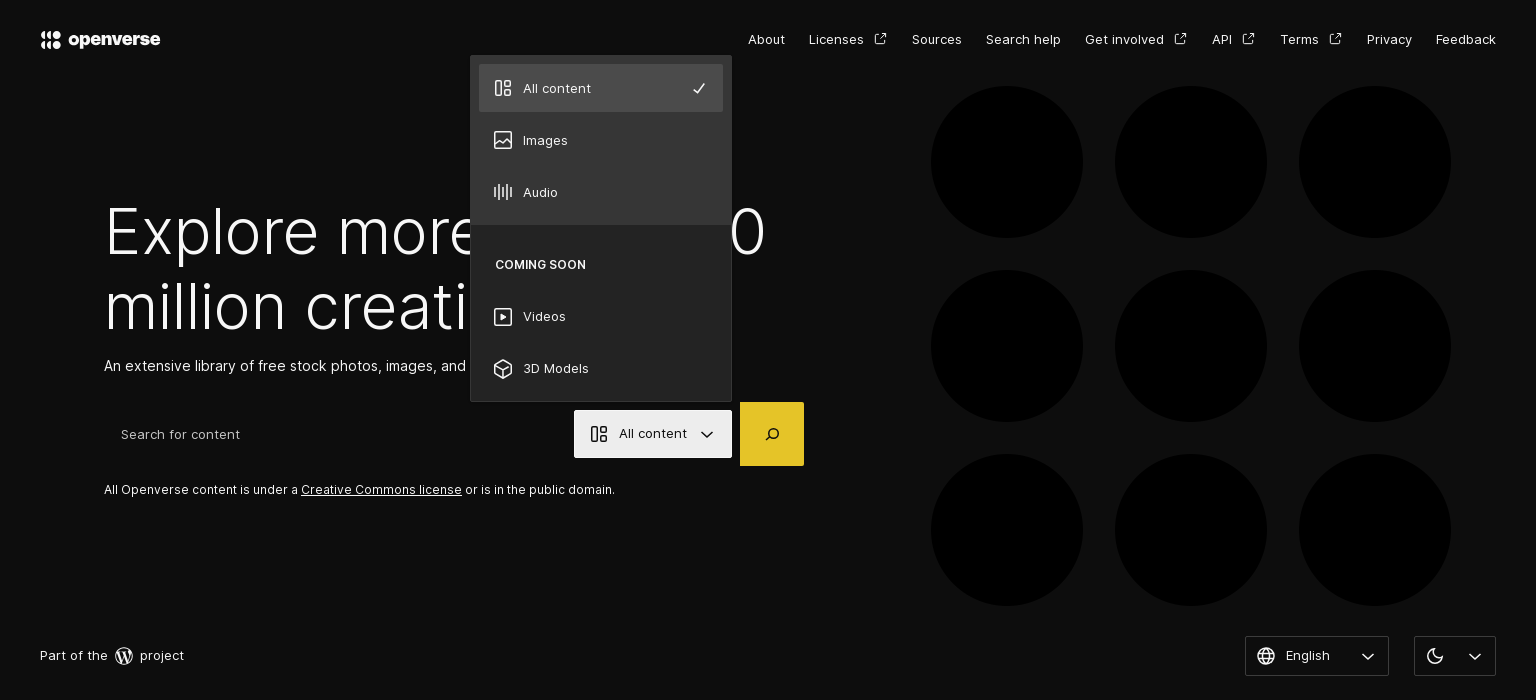 openverse
About Licenses Sources Search help Get involved API Terms Privacy Feedback
All content
Images
Audio
Explore more 0
million creati
COMING SOON
Videos
An extensive library of free stock photos, images, and
3D Models
Search for content
All content
All Openverse content is under a Creative Commons license or is in the public domain.
Part of the project
English